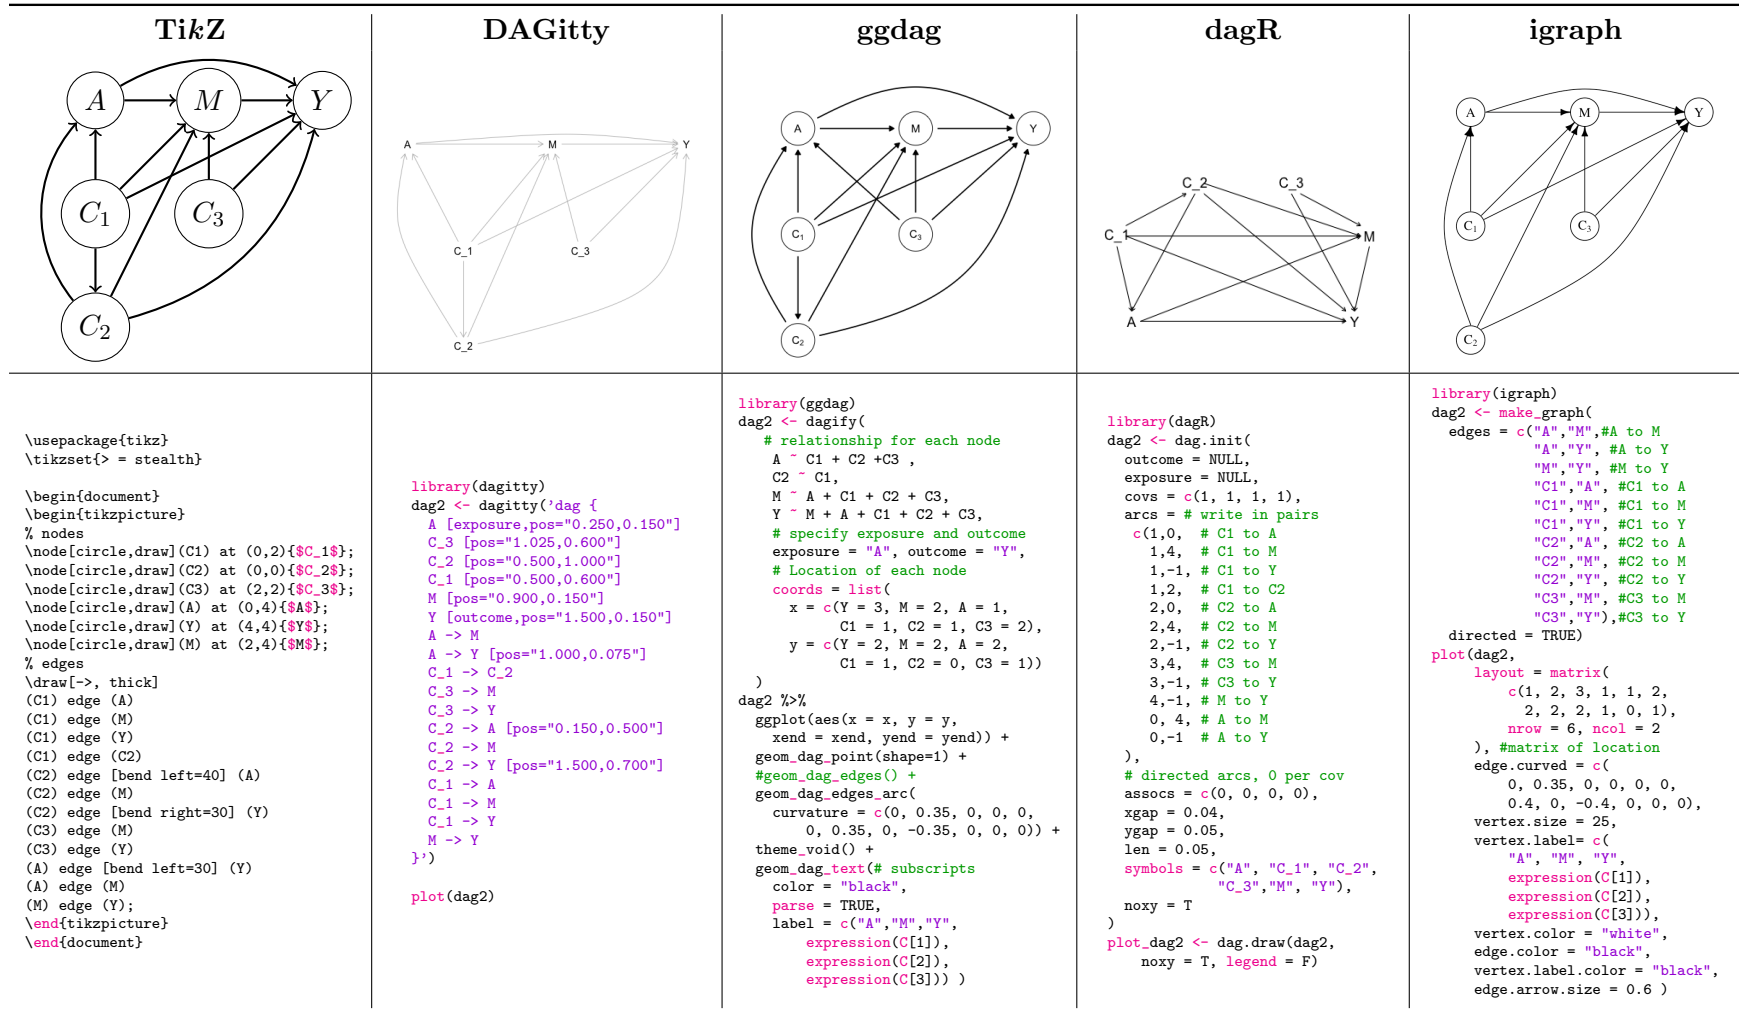 TikZ
DAGitty
ggdag
dagR
igraph
A
M
Y
C1
C3
C2
A
M
Y
C_1
C_3
C_2
A
M
Y
C1
C3
C2
C_2
C_3
C_1
M
A
Y
A
M
Y
C1
C3
C2
\usepackage{tikz}
\tikzset{> = stealth}
\begin{document}
\begin{tikzpicture}
% nodes
\node[circle,draw](C1) at (0,2){$C_1$};
\node[circle,draw](C2) at (0,0){$C_2$};
\node[circle,draw](C3) at (2,2){$C_3$};
\node[circle,draw](A) at (0,4){$A$};
\node[circle,draw](Y) at (4,4){$Y$};
\node[circle,draw](M) at (2,4){$M$};
% edges
\draw[->, thick]
(C1) edge (A)
(C1) edge (M)
(C1) edge (Y)
(C1) edge (C2)
(C2) edge [bend left=40] (A)
(C2) edge (M)
(C2) edge [bend right=30] (Y)
(C3) edge (M)
(C3) edge (Y)
(A) edge [bend left=30] (Y)
(A) edge (M)
(M) edge (Y);
\end{tikzpicture}
\end{document}
library(dagitty)
dag2 <- dagitty('dag {
A [exposure,pos="0.250,0.150"]
C_3 [pos="1.025,0.600"]
C_2 [pos="0.500,1.000"]
C_1 [pos="0.500,0.600"]
M [pos="0.900,0.150"]
Y [outcome,pos="1.500,0.150"]
A -> M
A -> Y [pos="1.000,0.075"]
C_1 -> C_2
C_3 -> M
C_3 -> Y
C_2 -> A [pos="0.150,0.500"]
C_2 -> M
C_2 -> Y [pos="1.500,0.700"]
C_1 -> A
C_1 -> M
C_1 -> Y
M -> Y
}')
plot(dag2)
library(ggdag)
dag2 <- dagify(
# relationship for each node
A ~ C1 + C2 +C3 ,
C2 ~ C1,
M ~ A + C1 + C2 + C3,
Y ~ M + A + C1 + C2 + C3,
# specify exposure and outcome
exposure = "A", outcome = "Y",
# Location of each node
coords = list(
x = c(Y = 3, M = 2, A = 1,
C1 = 1, C2 = 1, C3 = 2),
y = c(Y = 2, M = 2, A = 2,
C1 = 1, C2 = 0, C3 = 1))
)
dag2 %>%
ggplot(aes(x = x, y = y,
xend = xend, yend = yend)) +
geom_dag_point(shape=1) +
#geom_dag_edges() +
geom_dag_edges_arc(
curvature = c(0, 0.35, 0, 0, 0,
0, 0.35, 0, -0.35, 0, 0, 0)) +
theme_void() +
geom_dag_text(# subscripts
color = "black",
parse = TRUE,
label = c("A","M","Y",
expression(C[1]),
expression(C[2]),
expression(C[3])) )
library(dagR)
dag2 <- dag.init(
outcome = NULL,
exposure = NULL,
covs = c(1, 1, 1, 1),
arcs = # write in pairs
c(1,0, # C1 to A
1,4, # C1 to M
1,-1, # C1 to Y
1,2, # C1 to C2
2,0, # C2 to A
2,4, # C2 to M
2,-1, # C2 to Y
3,4, # C3 to M
3,-1, # C3 to Y
4,-1, # M to Y
0, 4, # A to M
0,-1 # A to Y
),
# directed arcs, 0 per cov
assocs = c(0, 0, 0, 0),
xgap = 0.04,
ygap = 0.05,
len = 0.05,
symbols = c("A", "C_1", "C_2",
"C_3","M", "Y"),
noxy = T
)
plot_dag2 <- dag.draw(dag2,
noxy = T, legend = F)
library(igraph)
dag2 <- make_graph(
edges = c("A","M",#A to M
"A","Y", #A to Y
"M","Y", #M to Y
"C1","A", #C1 to A
"C1","M", #C1 to M
"C1","Y", #C1 to Y
"C2","A", #C2 to A
"C2","M", #C2 to M
"C2","Y", #C2 to Y
"C3","M", #C3 to M
"C3","Y"),#C3 to Y
directed = TRUE)
plot(dag2,
layout = matrix(
c(1, 2, 3, 1, 1, 2,
2, 2, 2, 1, 0, 1),
nrow = 6, ncol = 2
), #matrix of location
edge.curved = c(
0, 0.35, 0, 0, 0, 0,
0.4, 0, -0.4, 0, 0, 0),
vertex.size = 25,
vertex.label= c(
"A", "M", "Y",
expression(C[1]),
expression(C[2]),
expression(C[3])),
vertex.color = "white",
edge.color = "black",
vertex.label.color = "black",
edge.arrow.size = 0.6 )